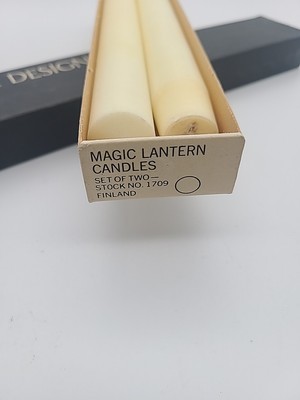 DESIGN
MAGIC LANTERN
CANDLES
SET OF TWO—
STOCK NO. 1709
FINLAND